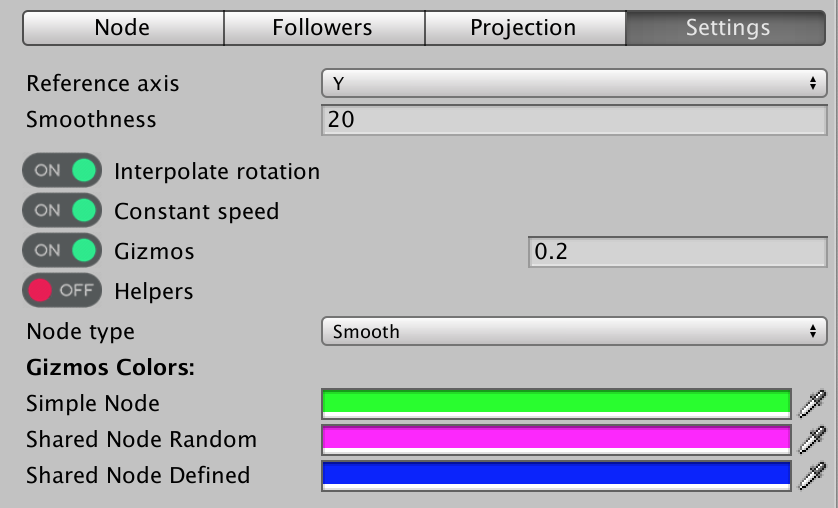 Node Followers Projection Settings
Reference axis Y
Smoothness 20
ON Interpolate rotation
ON Constant speed
ON Gizmos 0.2
OFF Helpers
Node type Smooth
Gizmos Colors:
Simple Node
Shared Node Random
Shared Node Defined